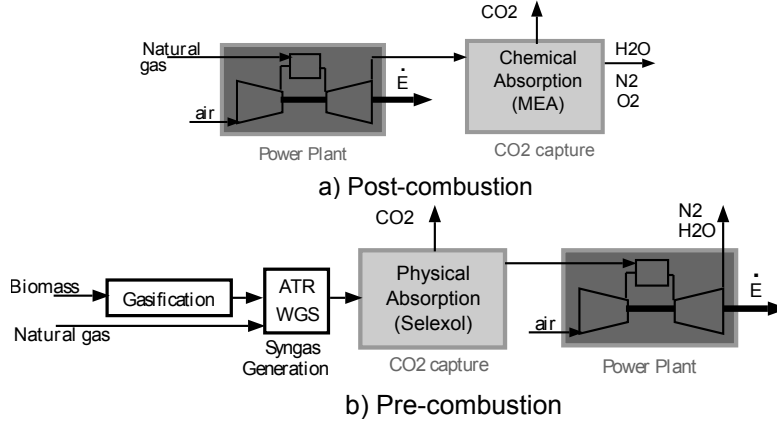 CO2
Natural
gas
air
Ė
Power Plant
Chemical
Absorption
(MEA)
CO2 capture
H2O
N2
O2
a) Post-combustion
CO2
N2
H2O
Biomass
Gasification
Natural gas
ATR
WGS
Syngas
Generation
Physical
Absorption
(Selexol)
CO2 capture
air
Ė
Power Plant
b) Pre-combustion